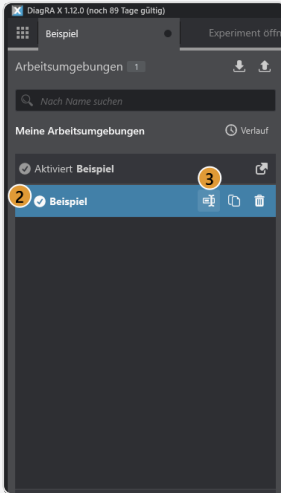 DiagRA X 1.12.0 (noch 89 Tage gültig)
Beispiel
Experiment öffn
Arbeitsumgebungen 1
Nach Name suchen
Meine Arbeitsumgebungen
Verlauf
Aktiviert Beispiel
3
2
Beispiel